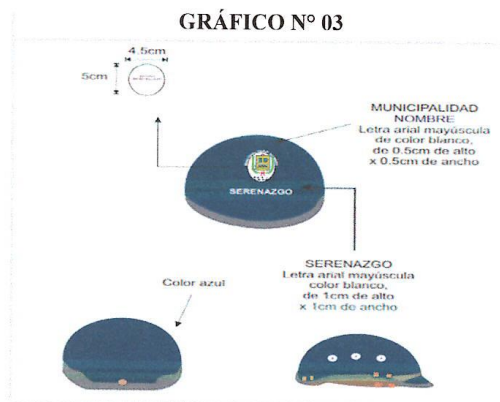 GRÁFICO N° 03
4.5cm
5cm
MUNICIPALIDAD
NOMBRE
Letra arial mayúscula
de color blanco,
de 0.5cm de alto
x 0.5cm de ancho
SERENAZGO
SERENAZGO
Letra arial mayúscula
color blanco,
de 1cm de alto
x 1cm de ancho
Color azul